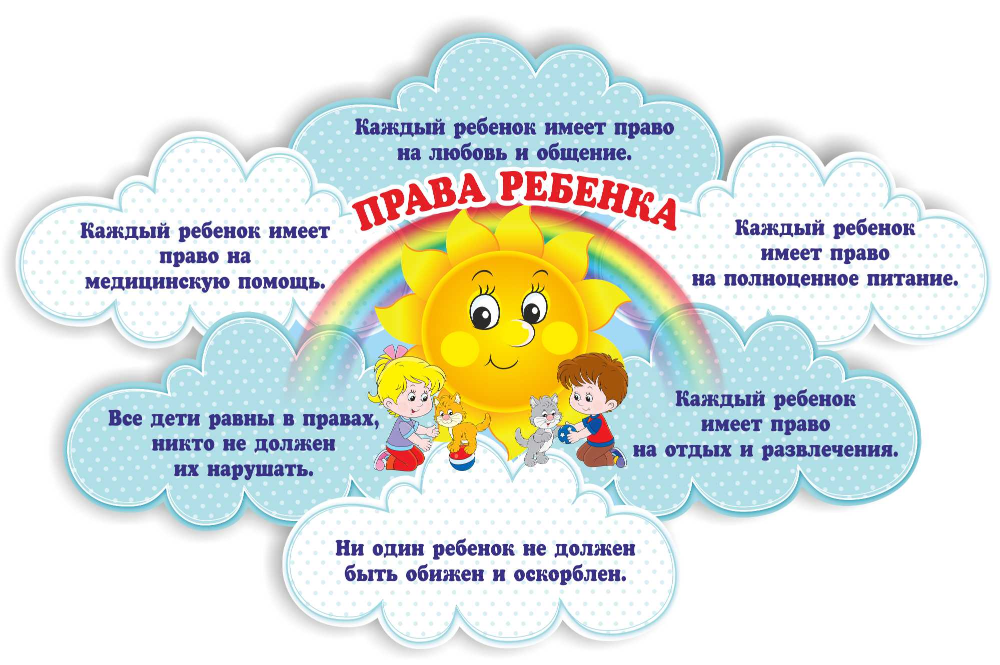 Каждый ребенок имеет право
на любовь и общение.
ПРАВА РЕБЕНКА
Каждый ребенок имеет
право на
медицинскую помощь.
Каждый ребенок
имеет право
на полноценное питание.
Все дети равны в правах,
никто не должен
их нарушать.
Каждый ребенок
имеет право
на отдых и развлечения.
Ни один ребенок не должен
быть обижен и оскорблен.